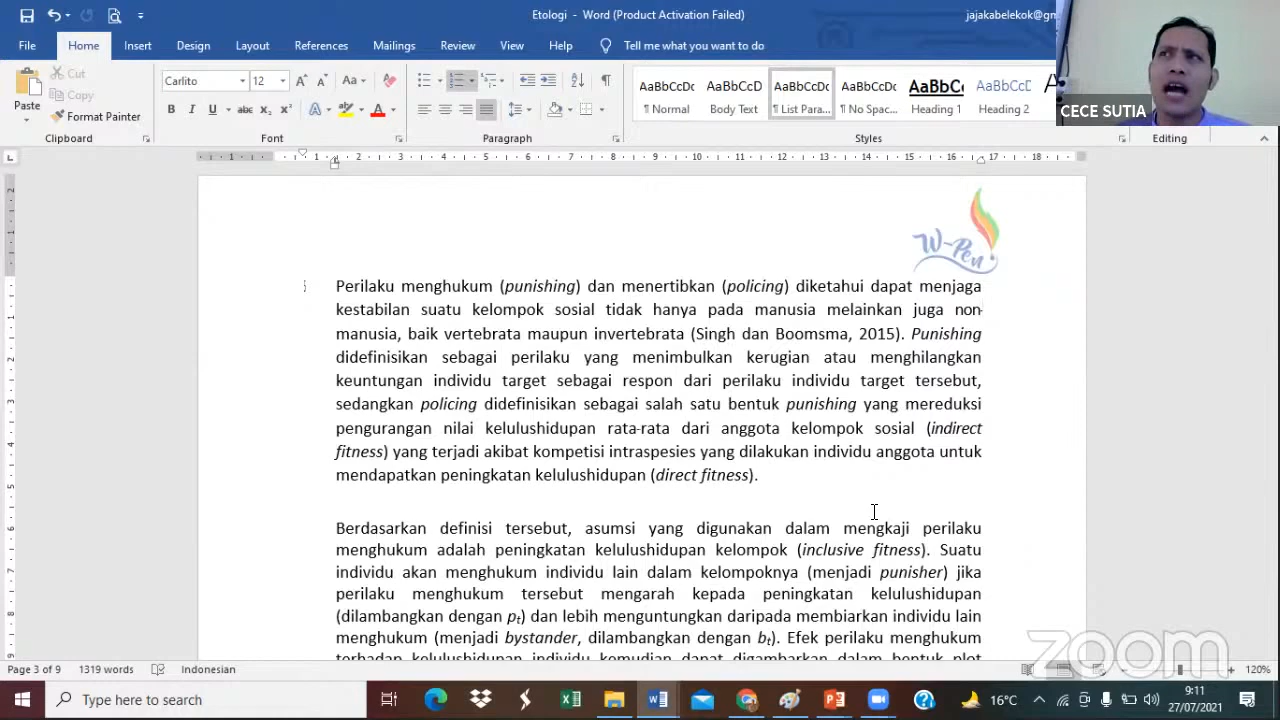 Etologi - Word (Product Activation Failed)
jajakabelekok@gm
File Home Insert Design Layout References Mailings Review View Help Tell me what you want to do
Cut
Copy
Format Painter
Paste
Carlito 12
AaBbCcDc AaBbCcD AaBbCcDc AaBbCcDc AaBbCc AaBbCcD
¶ Normal Body Text ¶ List Para... ¶ No Spac... Heading 1 Heading 2
CECE SUTIA
Clipboard Font Paragraph Styles Editing
W-Pen
Perilaku menghukum (punishing) dan menertibkan (policing) diketahui dapat menjaga
kestabilan suatu kelompok sosial tidak hanya pada manusia melainkan juga non-
manusia, baik vertebrata maupun invertebrata (Singh dan Boomsma, 2015). Punishing
didefinisikan sebagai perilaku yang menimbulkan kerugian atau menghilangkan
keuntungan individu target sebagai respon dari perilaku individu target tersebut,
sedangkan policing didefinisikan sebagai salah satu bentuk punishing yang mereduksi
pengurangan nilai kelulushidupan rata-rata dari anggota kelompok sosial (indirect
fitness) yang terjadi akibat kompetisi intraspesies yang dilakukan individu anggota untuk
mendapatkan peningkatan kelulushidupan (direct fitness).
Berdasarkan definisi tersebut, asumsi yang digunakan dalam mengkaji perilaku
menghukum adalah peningkatan kelulushidupan kelompok (inclusive fitness). Suatu
individu akan menghukum individu lain dalam kelompoknya (menjadi punisher) jika
perilaku menghukum tersebut mengarah kepada peningkatan kelulushidupan
(dilambangkan dengan pt) dan lebih menguntungkan daripada membiarkan individu lain
menghukum (menjadi bystander, dilambangkan dengan bt). Efek perilaku menghukum
terhadap kelulushidupan individu kemudian dapat digambarkan dalam bentuk plot
zoom
Page 3 of 9 1319 words Indonesian 120%
Type here to search
16°C
9:11
27/07/2021